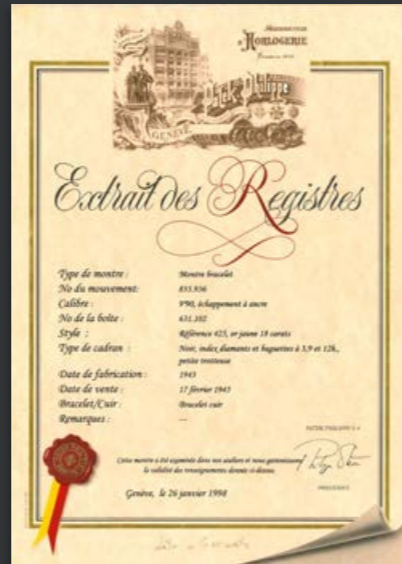 Manufacture
d'Horlogerie
Patek Philippe
GENÈVE
Extrait des Registres
Type de montre : Montre bracelet
No du mouvement: 833.936
Calibre : 9'''90, échappement à ancre
No de la boîte : 631.102
Style : Référence 425, or jaune 18 carats
Type de cadran : Noir, index diamants et baguettes à 3,9 et 12h.,
petite trotteuse
Date de fabrication : 1943
Date de vente : 17 février 1945
Bracelet/Cuir : Bracelet cuir
Remarques : ---
PATEK PHILIPPE S A
Cette montre a été examinée dans nos ateliers et nous garantissons
la validité des renseignements donnés ci-dessus.
PRESIDENT
Genève, le 26 janvier 1998